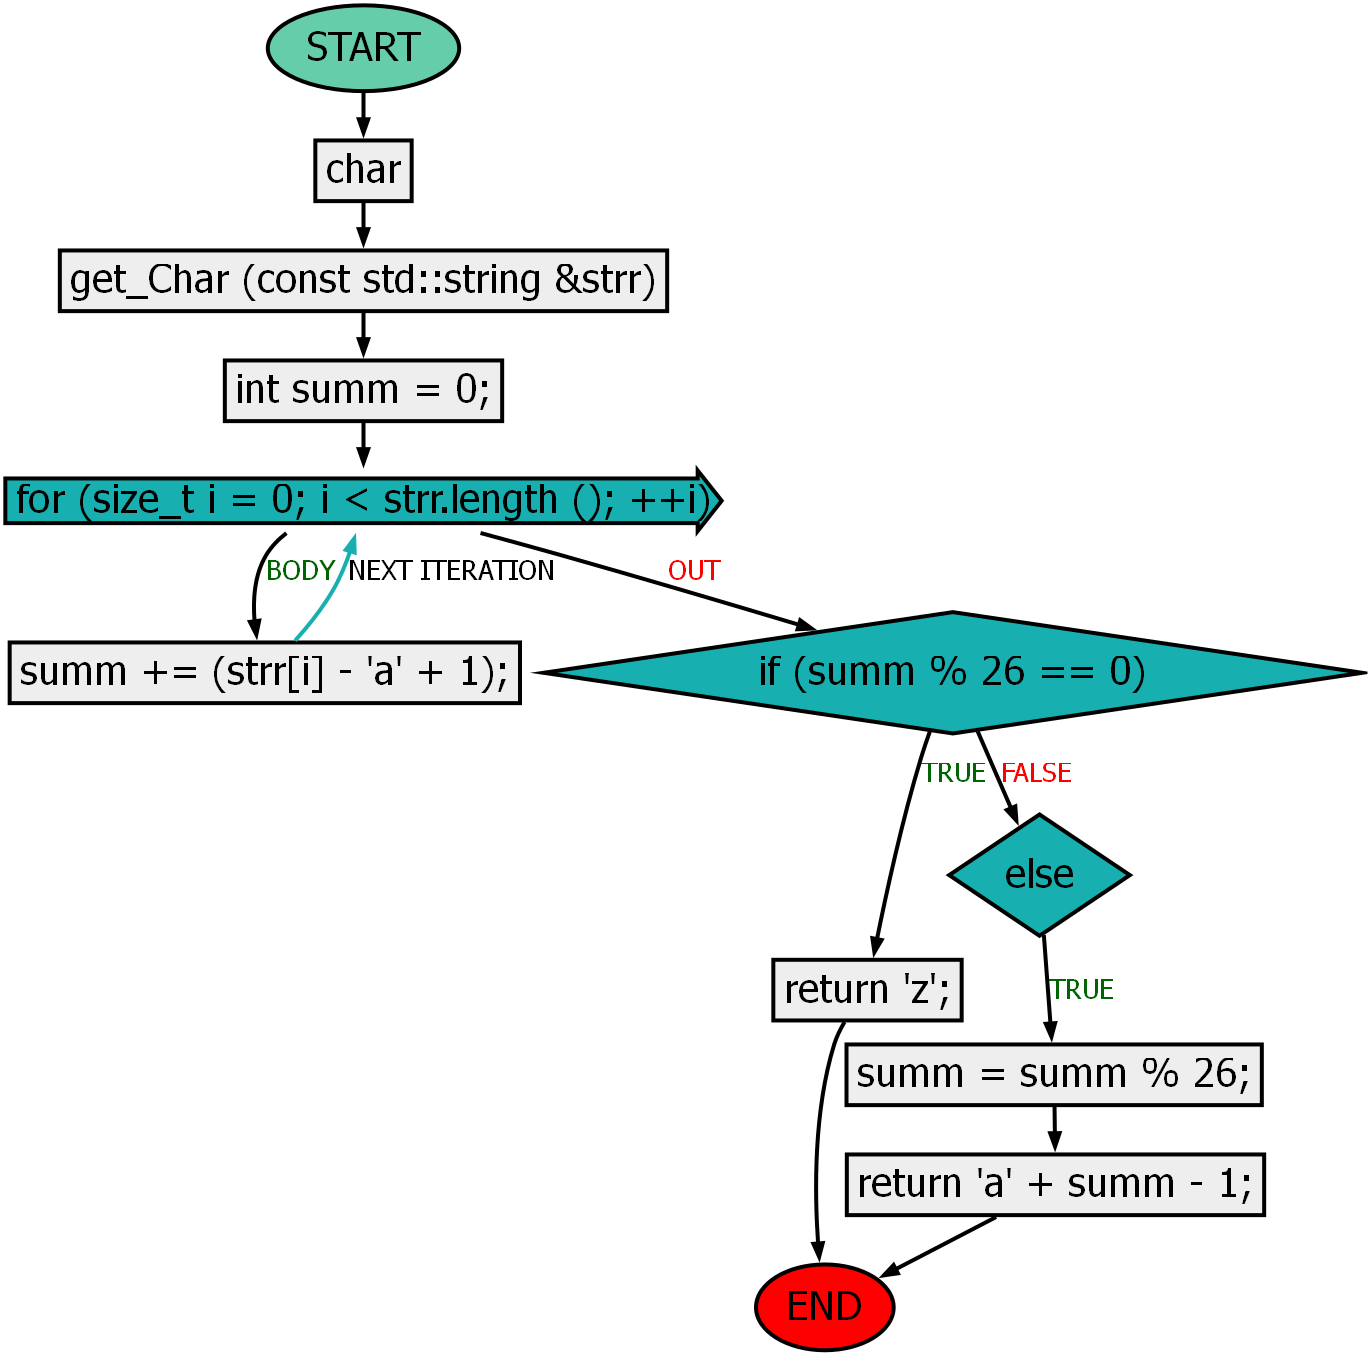 START
char
get_Char (const std::string &strr)
int summ = 0;
for (size_t i = 0; i < strr.length (); ++i)
BODY
NEXT ITERATION
OUT
summ += (strr[i] - 'a' + 1);
if (summ % 26 == 0)
TRUE
FALSE
else
return 'z';
TRUE
summ = summ % 26;
return 'a' + summ - 1;
END